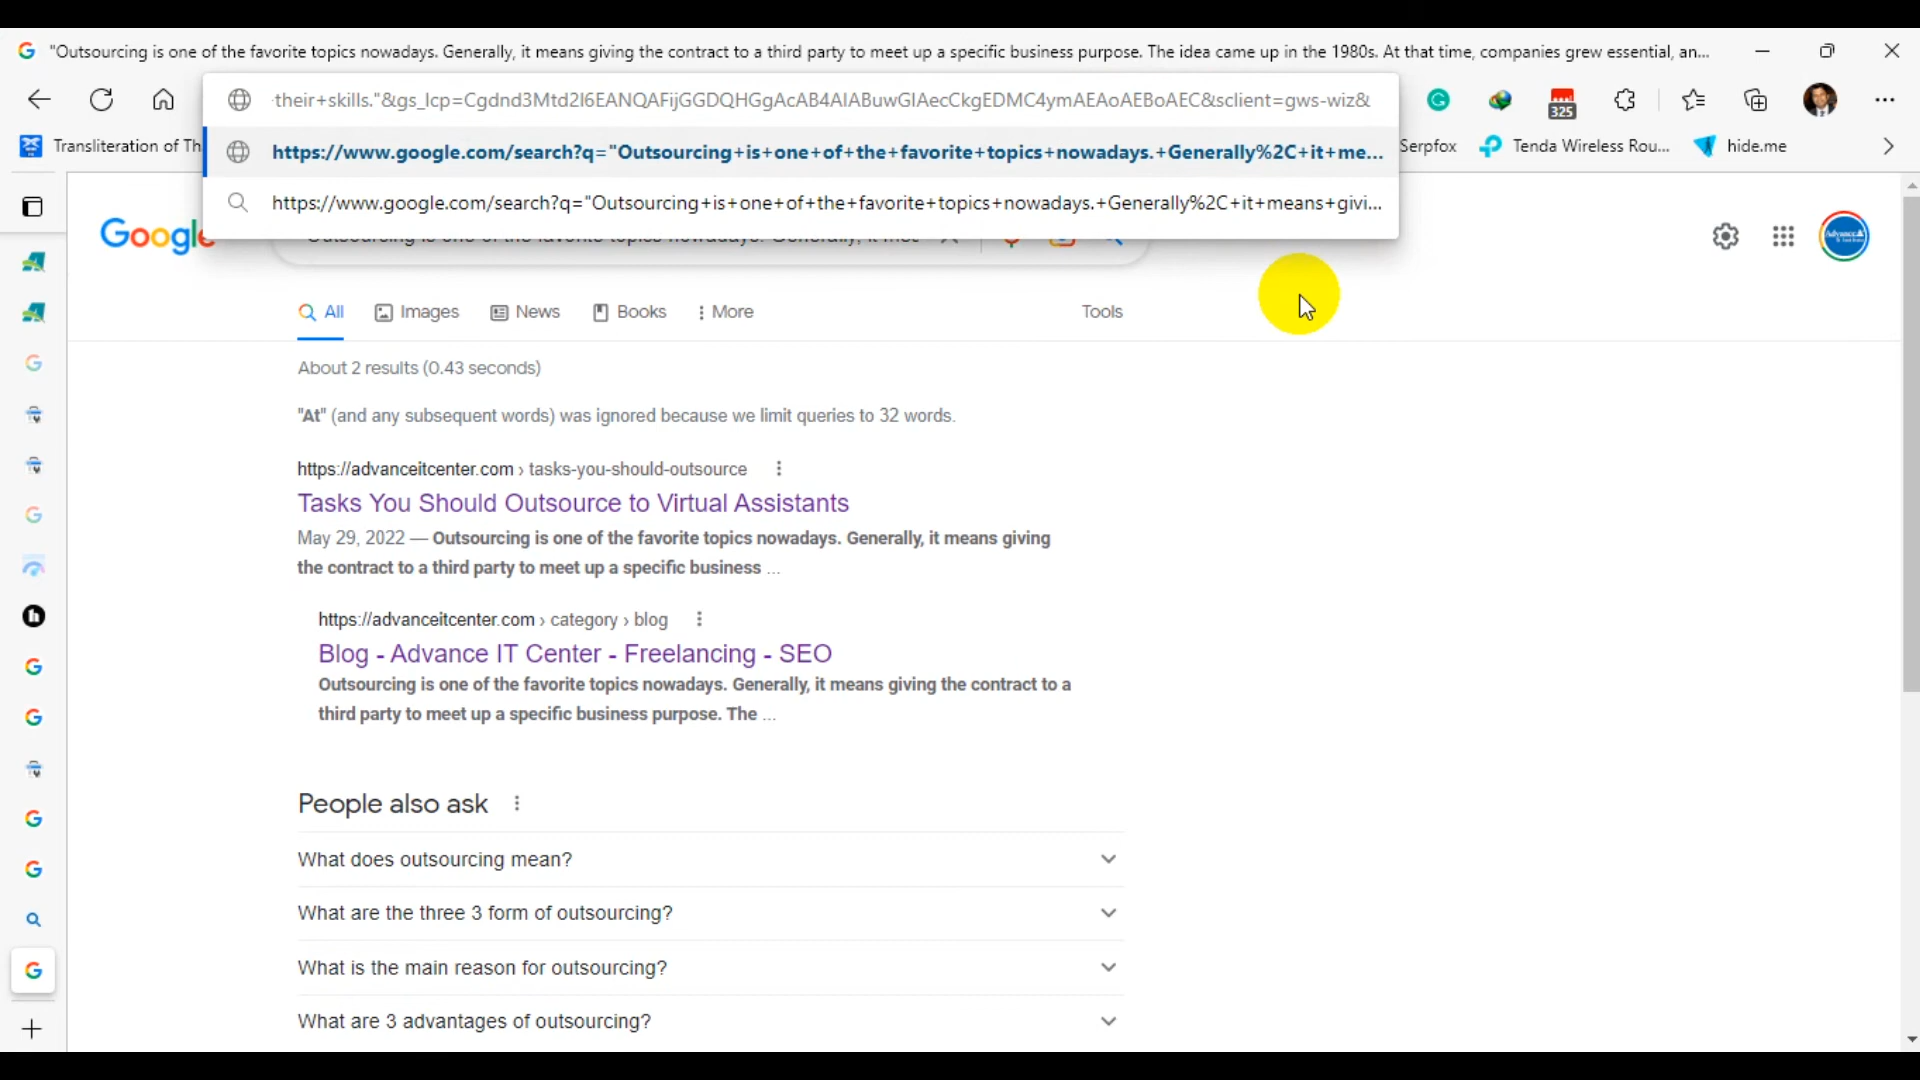 "Outsourcing is one of the favorite topics nowadays. Generally, it means giving the contract to a third party to meet up a specific business purpose. The idea came up in the 1980s. At that time, companies grew essential, an...
their+skills."&gs_lcp=Cgdnd3Mtd2l6EANQAFijGGDQHGgAcAB4AIABuwGIAecCkgEDMC4ymAEAoAEBoAEC&sclient=gws-wiz&
325
Transliteration of Th
https://www.google.com/search?q="Outsourcing+is+one+of+the+favorite+topics+nowadays.+Generally%2C+it+me...
Serpfox
Tenda Wireless Rou...
hide.me
https://www.google.com/search?q="Outsourcing+is+one+of+the+favorite+topics+nowadays.+Generally%2C+it+means+givi...
Google
All
Images
News
Books
More
Tools
About 2 results (0.43 seconds)
"At" (and any subsequent words) was ignored because we limit queries to 32 words.
https://advanceitcenter.com › tasks-you-should-outsource
Tasks You Should Outsource to Virtual Assistants
May 29, 2022 — Outsourcing is one of the favorite topics nowadays. Generally, it means giving
the contract to a third party to meet up a specific business ...
https://advanceitcenter.com › category › blog
Blog - Advance IT Center - Freelancing - SEO
Outsourcing is one of the favorite topics nowadays. Generally, it means giving the contract to a
third party to meet up a specific business purpose. The ...
People also ask
What does outsourcing mean?
What are the three 3 form of outsourcing?
What is the main reason for outsourcing?
What are 3 advantages of outsourcing?